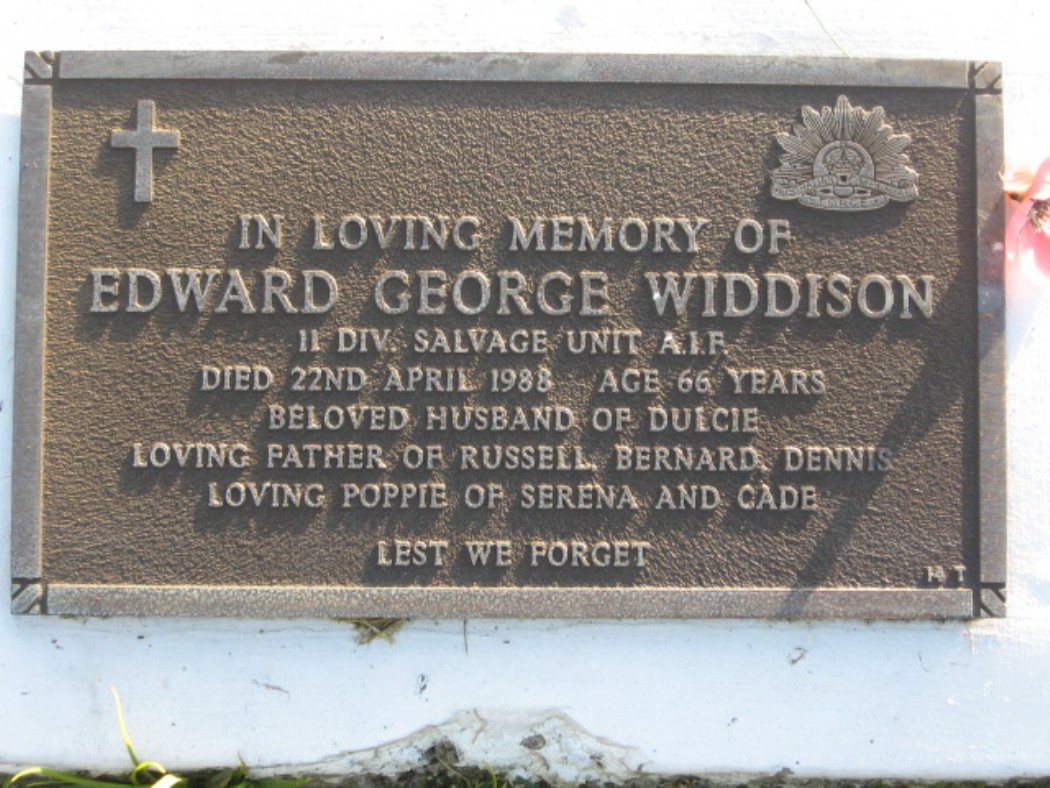 IN LOVING MEMORY OF
EDWARD GEORGE WIDDISON
11 DIV. SALVAGE UNIT A.I.F.
DIED 22ND APRIL 1988 AGE 66 YEARS
BELOVED HUSBAND OF DULCIE
LOVING FATHER OF RUSSELL, BERNARD, DENNIS
LOVING POPPIE OF SERENA AND CADE
LEST WE FORGET